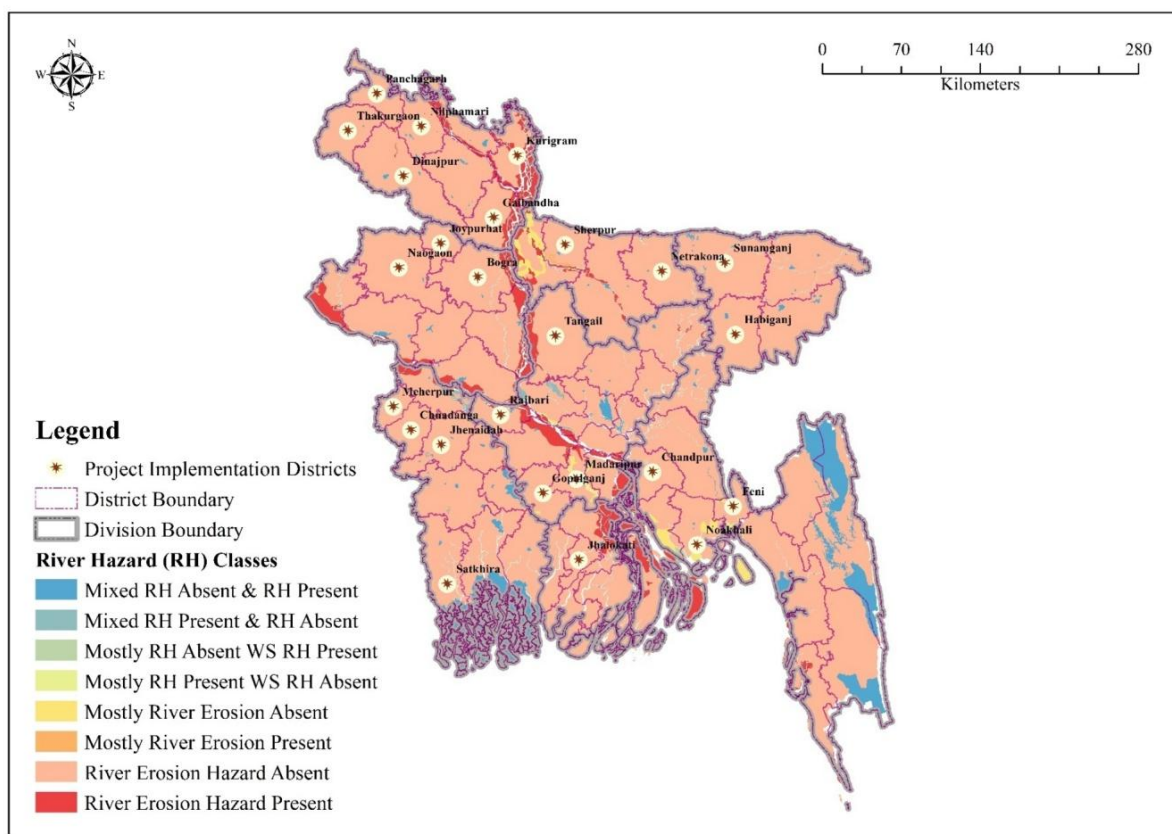 N
W E
S
0 70 140 280
Kilometers
Panchagarh
Thakurgaon
Nilphamari
Kurigram
Dinajpur
Gaibandha
Joypurhat
Sherpur
Sunamganj
Naogaon
Bogra
Netrakona
Habiganj
Tangail
Meherpur
Rajbari
Chuadanga
Jhenaidah
Chandpur
Madaripur
Gopalganj
Feni
Noakhali
Jhalokati
Satkhira
Legend
Project Implementation Districts
District Boundary
Division Boundary
River Hazard (RH) Classes
Mixed RH Absent & RH Present
Mixed RH Present & RH Absent
Mostly RH Absent WS RH Present
Mostly RH Present WS RH Absent
Mostly River Erosion Absent
Mostly River Erosion Present
River Erosion Hazard Absent
River Erosion Hazard Present